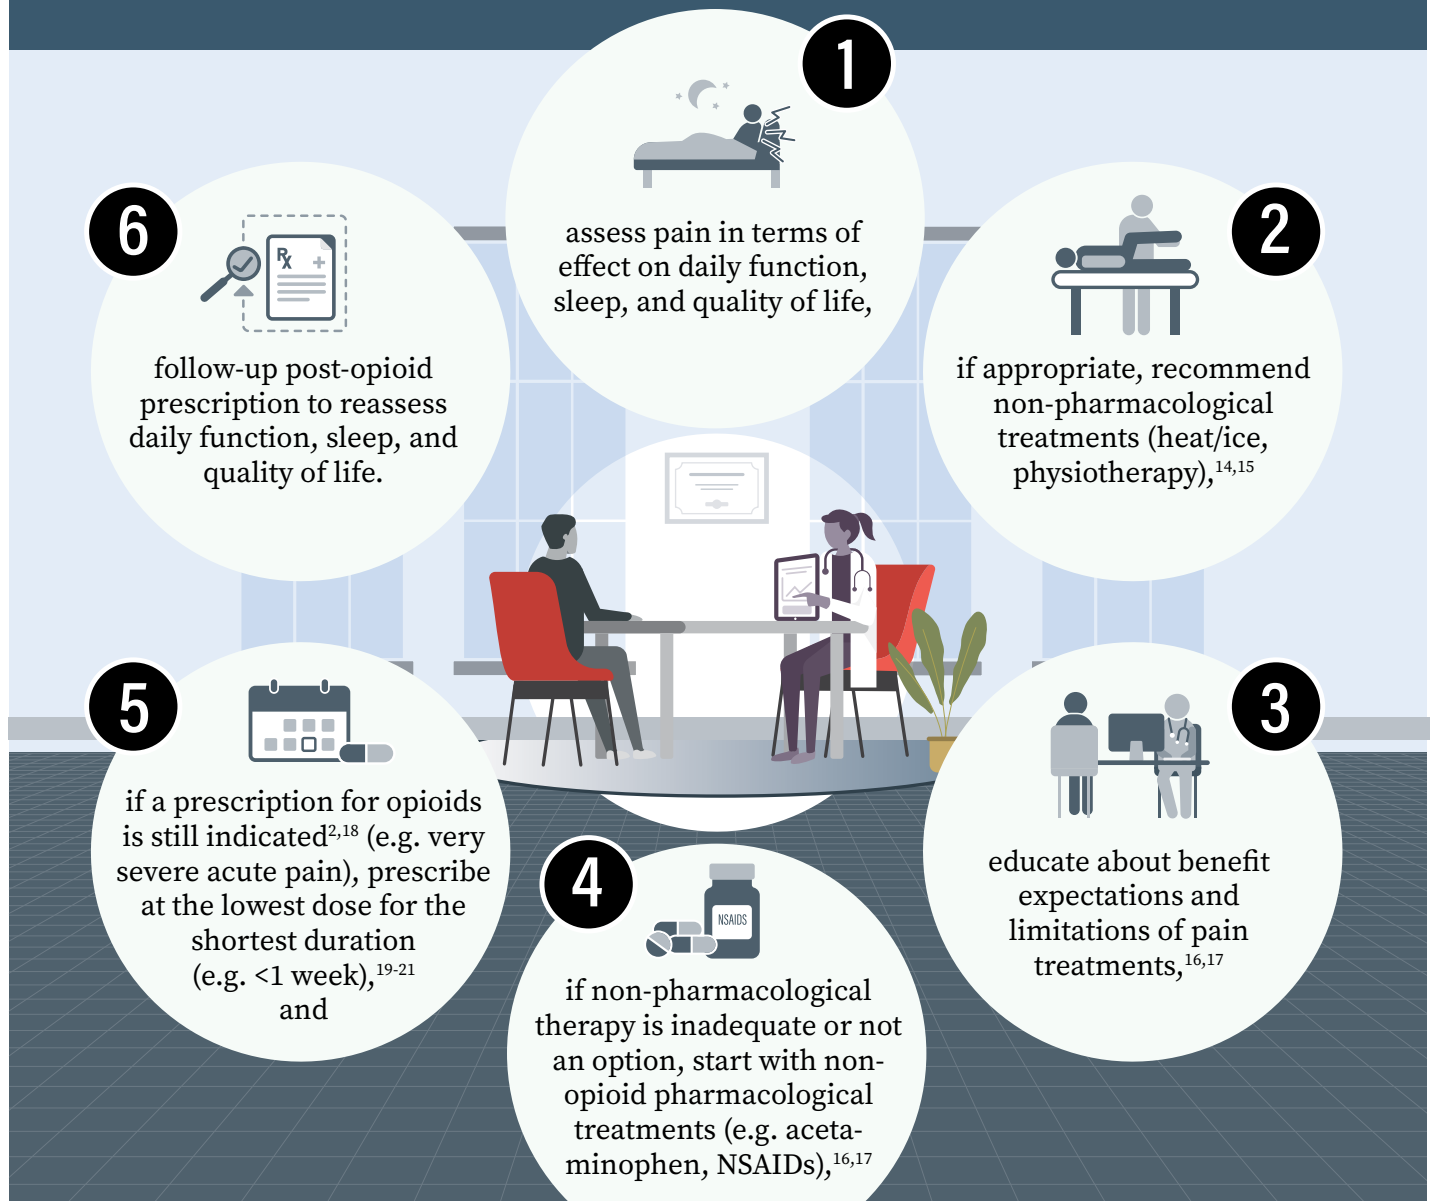 1
assess pain in terms of
effect on daily function,
sleep, and quality of life,
2
if appropriate, recommend
non-pharmacological
treatments (heat/ice,
physiotherapy),14,15
3
educate about benefit
expectations and
limitations of pain
treatments,16,17
4
NSAIDS
if non-pharmacological
therapy is inadequate or not
an option, start with non-
opioid pharmacological
treatments (e.g. aceta-
minophen, NSAIDs),16,17
5
if a prescription for opioids
is still indicated2,18 (e.g. very
severe acute pain), prescribe
at the lowest dose for the
shortest duration
(e.g. <1 week),19-21
and
6
Rx
follow-up post-opioid
prescription to reassess
daily function, sleep, and
quality of life.